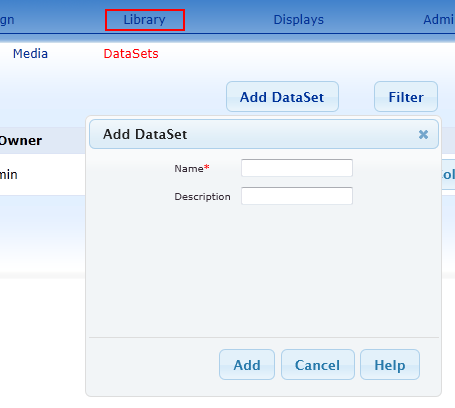 gn Library Displays Admi
Media DataSets
Add DataSet Filter
Owner
Add DataSet ×
min
Name*
ol
Description
Add Cancel Help